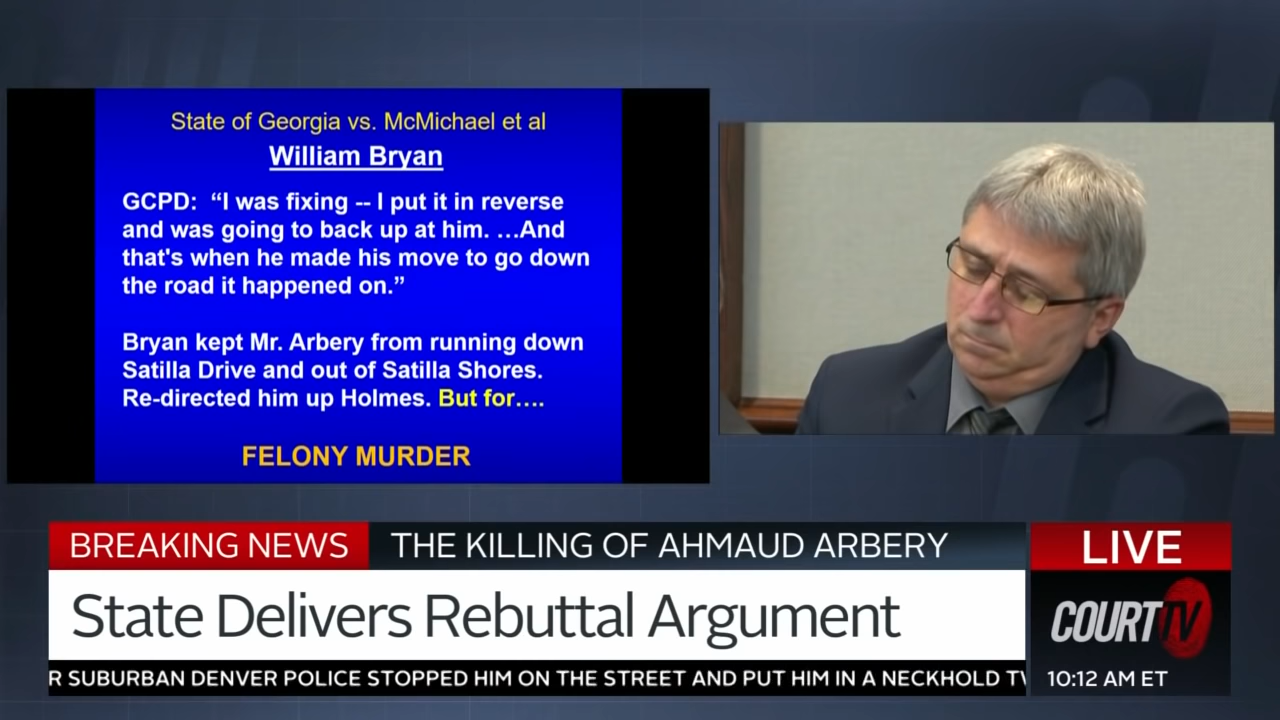 State of Georgia vs. McMichael et al
William Bryan
GCPD: “I was fixing -- I put it in reverse
and was going to back up at him. …And
that's when he made his move to go down
the road it happened on.”
Bryan kept Mr. Arbery from running down
Satilla Drive and out of Satilla Shores.
Re-directed him up Holmes. But for….
FELONY MURDER
BREAKING NEWS
THE KILLING OF AHMAUD ARBERY
LIVE
State Delivers Rebuttal Argument
COURT TV
R SUBURBAN DENVER POLICE STOPPED HIM ON THE STREET AND PUT HIM IN A NECKHOLD TV
10:12 AM ET